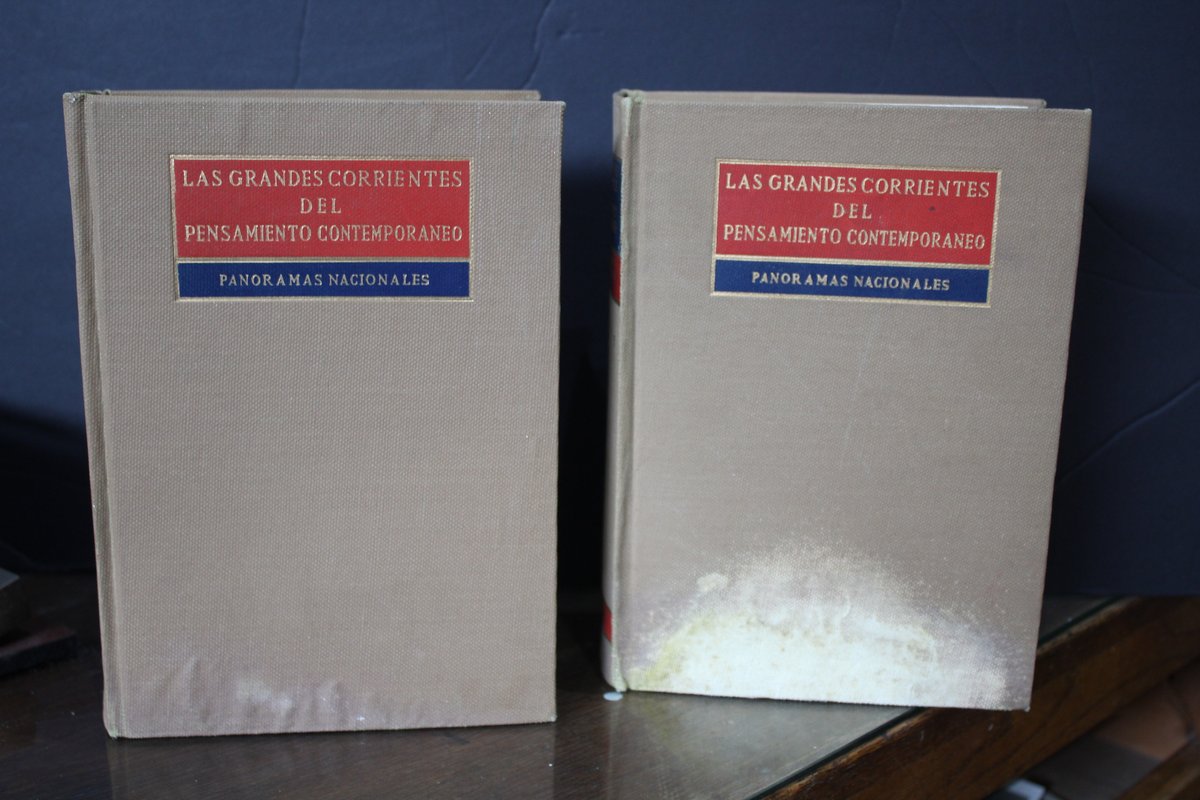 LAS GRANDES CORRIENTES
DEL
PENSAMIENTO CONTEMPORANEO
PANORAMAS NACIONALES
LAS GRANDES CORRIENTES
DEL
PENSAMIENTO CONTEMPORANEO
PANORAMAS NACIONALES